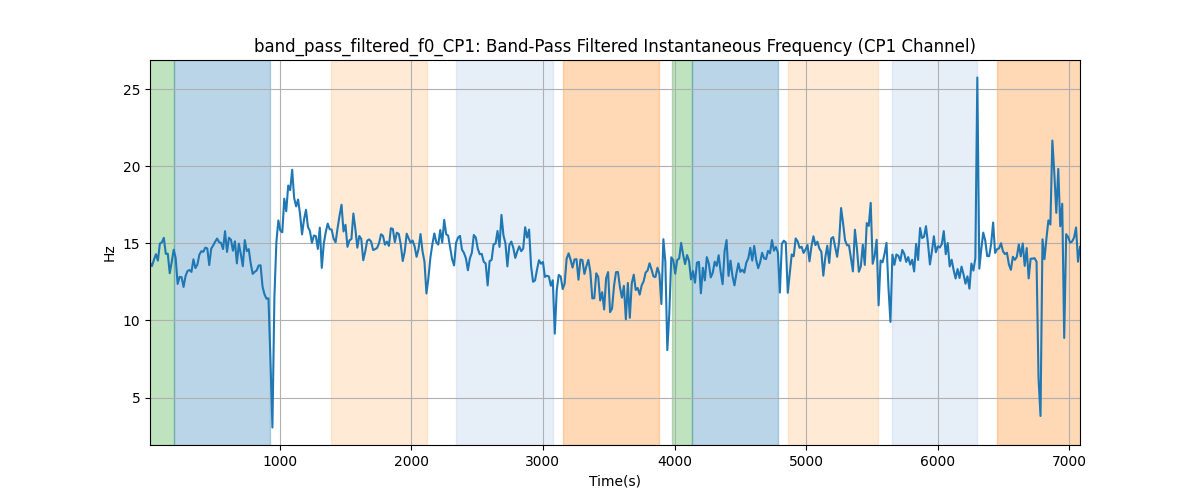 band_pass_filtered_f0_CP1: Band-Pass Filtered Instantaneous Frequency (CP1 Channel)
25
20
15
10
5
Hz
1000 2000 3000 4000 5000 6000 7000
Time(s)